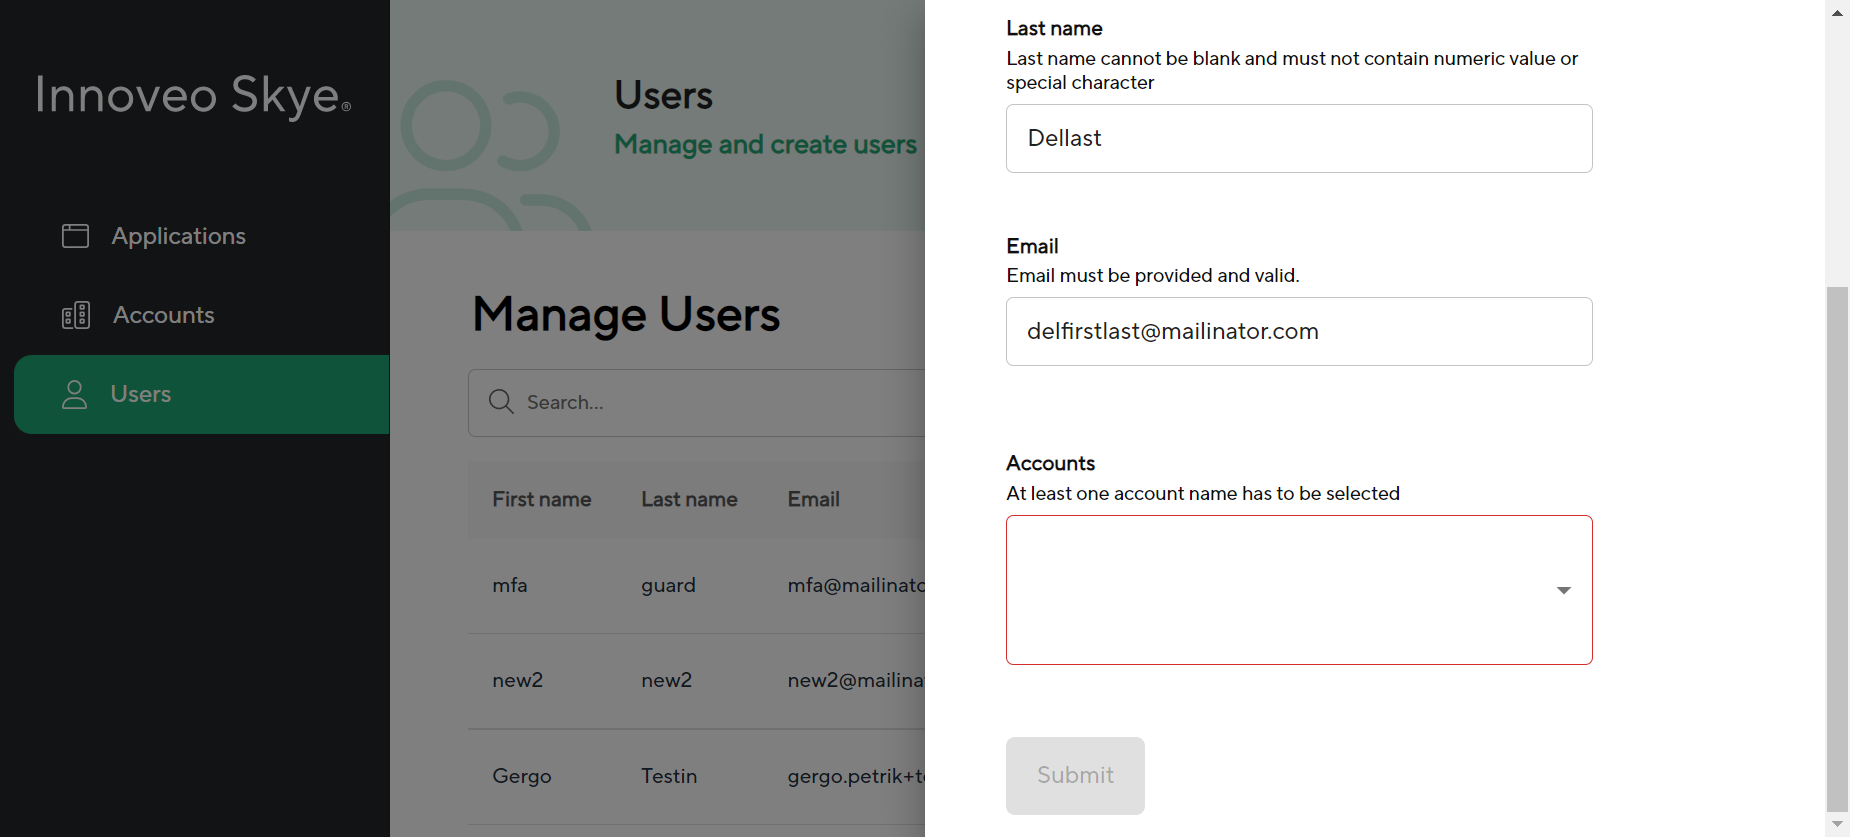 Innoveo Skye®
Applications
Accounts
Users
Users
Manage and create users
Manage Users
Search...
First name Last name Email
mfa guard mfa@mailinato
new2 new2 new2@mailina
Gergo Testin gergo.petrik+t
Last name
Last name cannot be blank and must not contain numeric value or
special character
Dellast
Email
Email must be provided and valid.
delfirstlast@mailinator.com
Accounts
At least one account name has to be selected
Submit